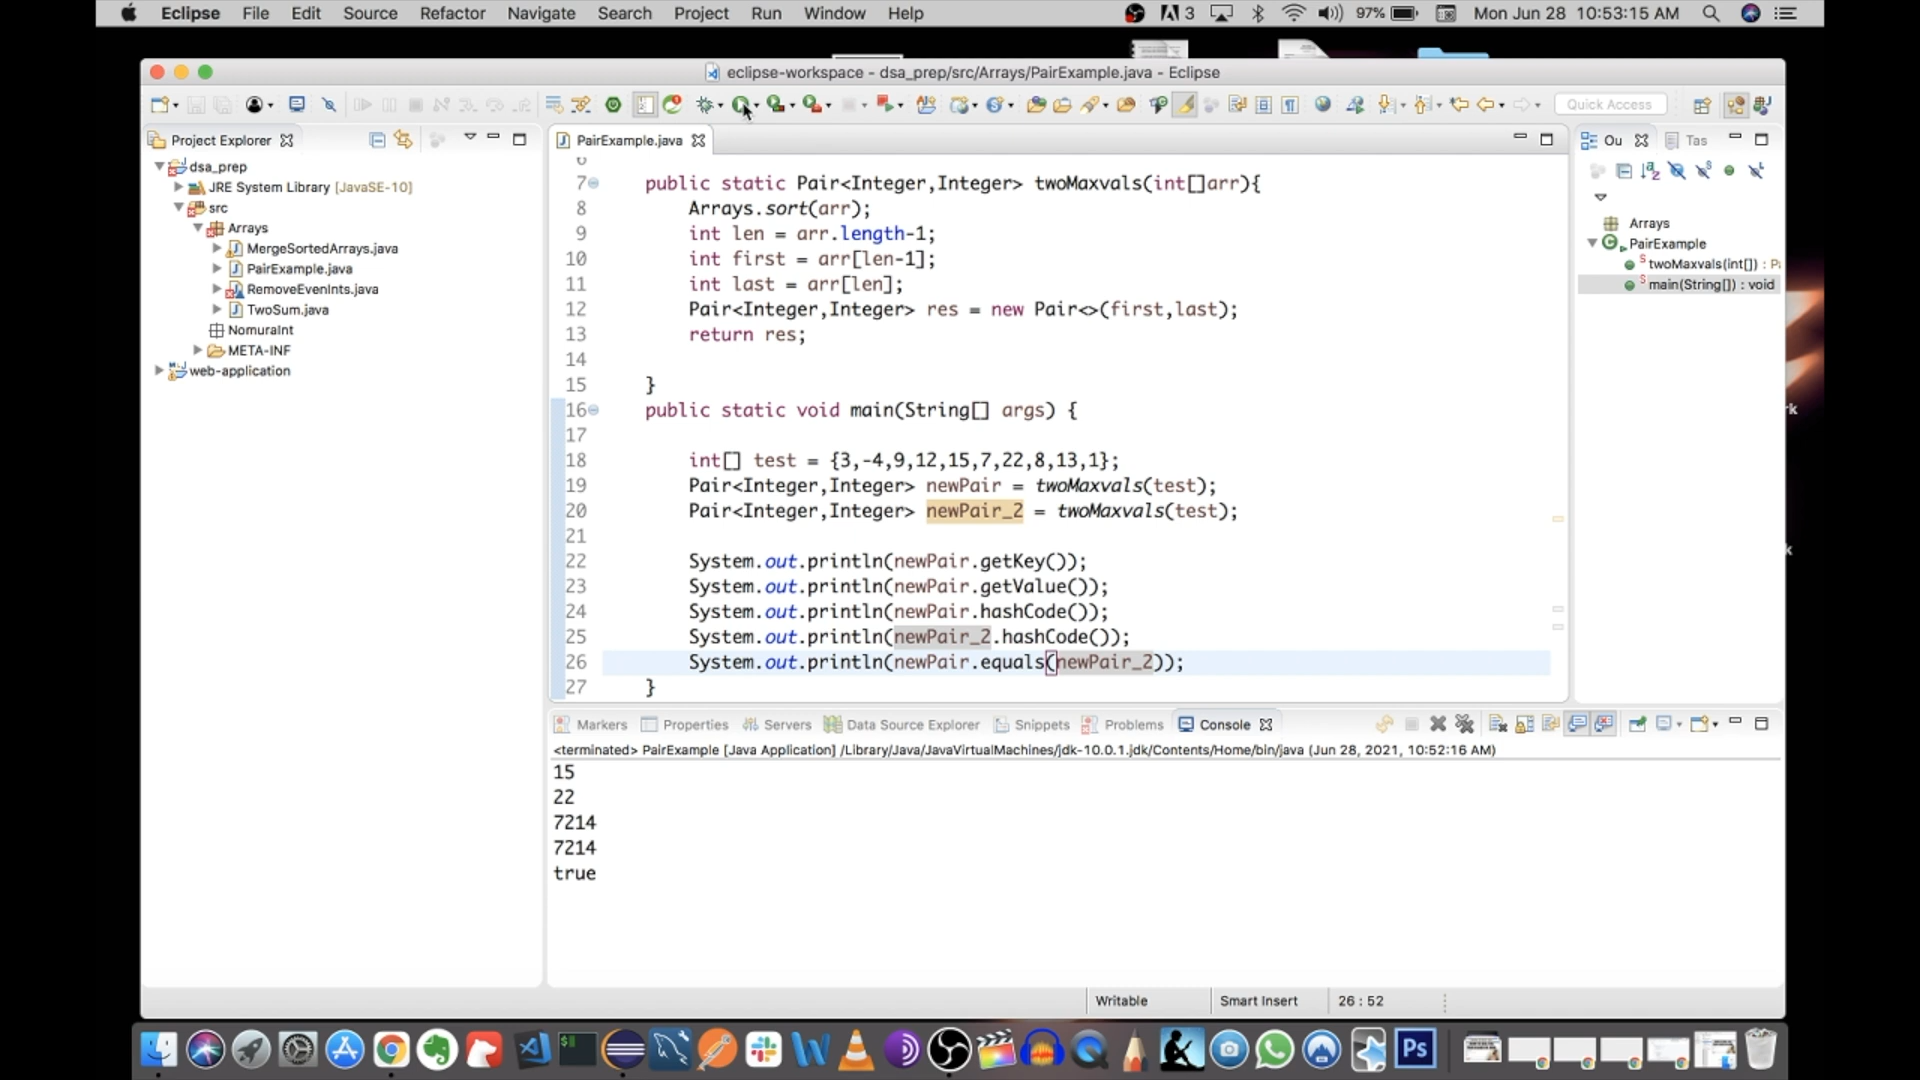 Eclipse File Edit Source Refactor Navigate Search Project Run Window Help 3 97% Mon Jun 28 10:53:15 AM
eclipse-workspace - dsa_prep/src/Arrays/PairExample.java - Eclipse
Quick Access
Project Explorer
dsa_prep
JRE System Library [JavaSE-10]
src
Arrays
MergeSortedArrays.java
PairExample.java
RemoveEvenInts.java
TwoSum.java
NomuraInt
META-INF
web-application
PairExample.java
6
7 public static Pair<Integer,Integer> twoMaxvals(int[]arr){
8 Arrays.sort(arr);
9 int len = arr.length-1;
10 int first = arr[len-1];
11 int last = arr[len];
12 Pair<Integer,Integer> res = new Pair<>(first,last);
13 return res;
14
15 }
16 public static void main(String[] args) {
17
18 int[] test = {3,-4,9,12,15,7,22,8,13,1};
19 Pair<Integer,Integer> newPair = twoMaxvals(test);
20 Pair<Integer,Integer> newPair_2 = twoMaxvals(test);
21
22 System.out.println(newPair.getKey());
23 System.out.println(newPair.getValue());
24 System.out.println(newPair.hashCode());
25 System.out.println(newPair_2.hashCode());
26 System.out.println(newPair.equals(newPair_2));
27 }
Ou Tas
Arrays
PairExample
twoMaxvals(int[]) : P
main(String[]) : void
Markers Properties Servers Data Source Explorer Snippets Problems Console
<terminated> PairExample [Java Application] /Library/Java/JavaVirtualMachines/jdk-10.0.1.jdk/Contents/Home/bin/java (Jun 28, 2021, 10:52:16 AM)
15
22
7214
7214
true
Writable Smart Insert 26 : 52
Ps